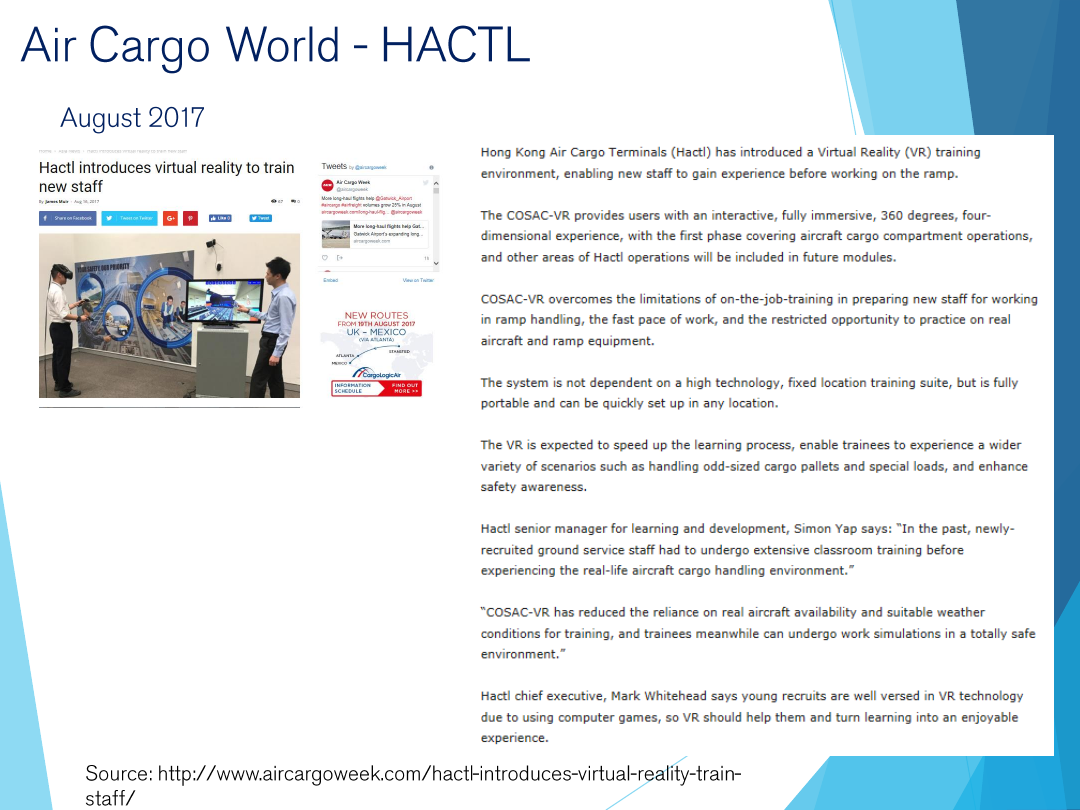 Air Cargo World - HACTL
August 2017
Home › Asia News › Hactl introduces virtual reality to train new staff
Hactl introduces virtual reality to train
new staff
By James Muir - Aug 16, 2017
67 0
Share on Facebook
Tweet on Twitter
G+
Like 0
Tweet
YOUR SAFETY OUR PRIORITY
Tweets by @aircargoweek
Air Cargo Week
@aircargoweek
More long-haul flights help @Gatwick_Airport
#aircargo #airfreight volumes grow 25% in August
aircargoweek.com/long-haul-flig... @aircargoweek
More long-haul flights help Gat...
Gatwick Airport's expanding long...
aircargoweek.com
Embed
View on Twitter
NEW ROUTES
FROM 19TH AUGUST 2017
UK – MEXICO
(VIA ATLANTA)
ATLANTA
STANSTED
MEXICO
CargoLogicAir
INFORMATION
SCHEDULE
FIND OUT
MORE >>
Hong Kong Air Cargo Terminals (Hactl) has introduced a Virtual Reality (VR) training
environment, enabling new staff to gain experience before working on the ramp.
The COSAC-VR provides users with an interactive, fully immersive, 360 degrees, four-
dimensional experience, with the first phase covering aircraft cargo compartment operations,
and other areas of Hactl operations will be included in future modules.
COSAC-VR overcomes the limitations of on-the-job-training in preparing new staff for working
in ramp handling, the fast pace of work, and the restricted opportunity to practice on real
aircraft and ramp equipment.
The system is not dependent on a high technology, fixed location training suite, but is fully
portable and can be quickly set up in any location.
The VR is expected to speed up the learning process, enable trainees to experience a wider
variety of scenarios such as handling odd-sized cargo pallets and special loads, and enhance
safety awareness.
Hactl senior manager for learning and development, Simon Yap says: “In the past, newly-
recruited ground service staff had to undergo extensive classroom training before
experiencing the real-life aircraft cargo handling environment.”
“COSAC-VR has reduced the reliance on real aircraft availability and suitable weather
conditions for training, and trainees meanwhile can undergo work simulations in a totally safe
environment.”
Hactl chief executive, Mark Whitehead says young recruits are well versed in VR technology
due to using computer games, so VR should help them and turn learning into an enjoyable
experience.
Source: http://www.aircargoweek.com/hactl-introduces-virtual-reality-train-
staff/